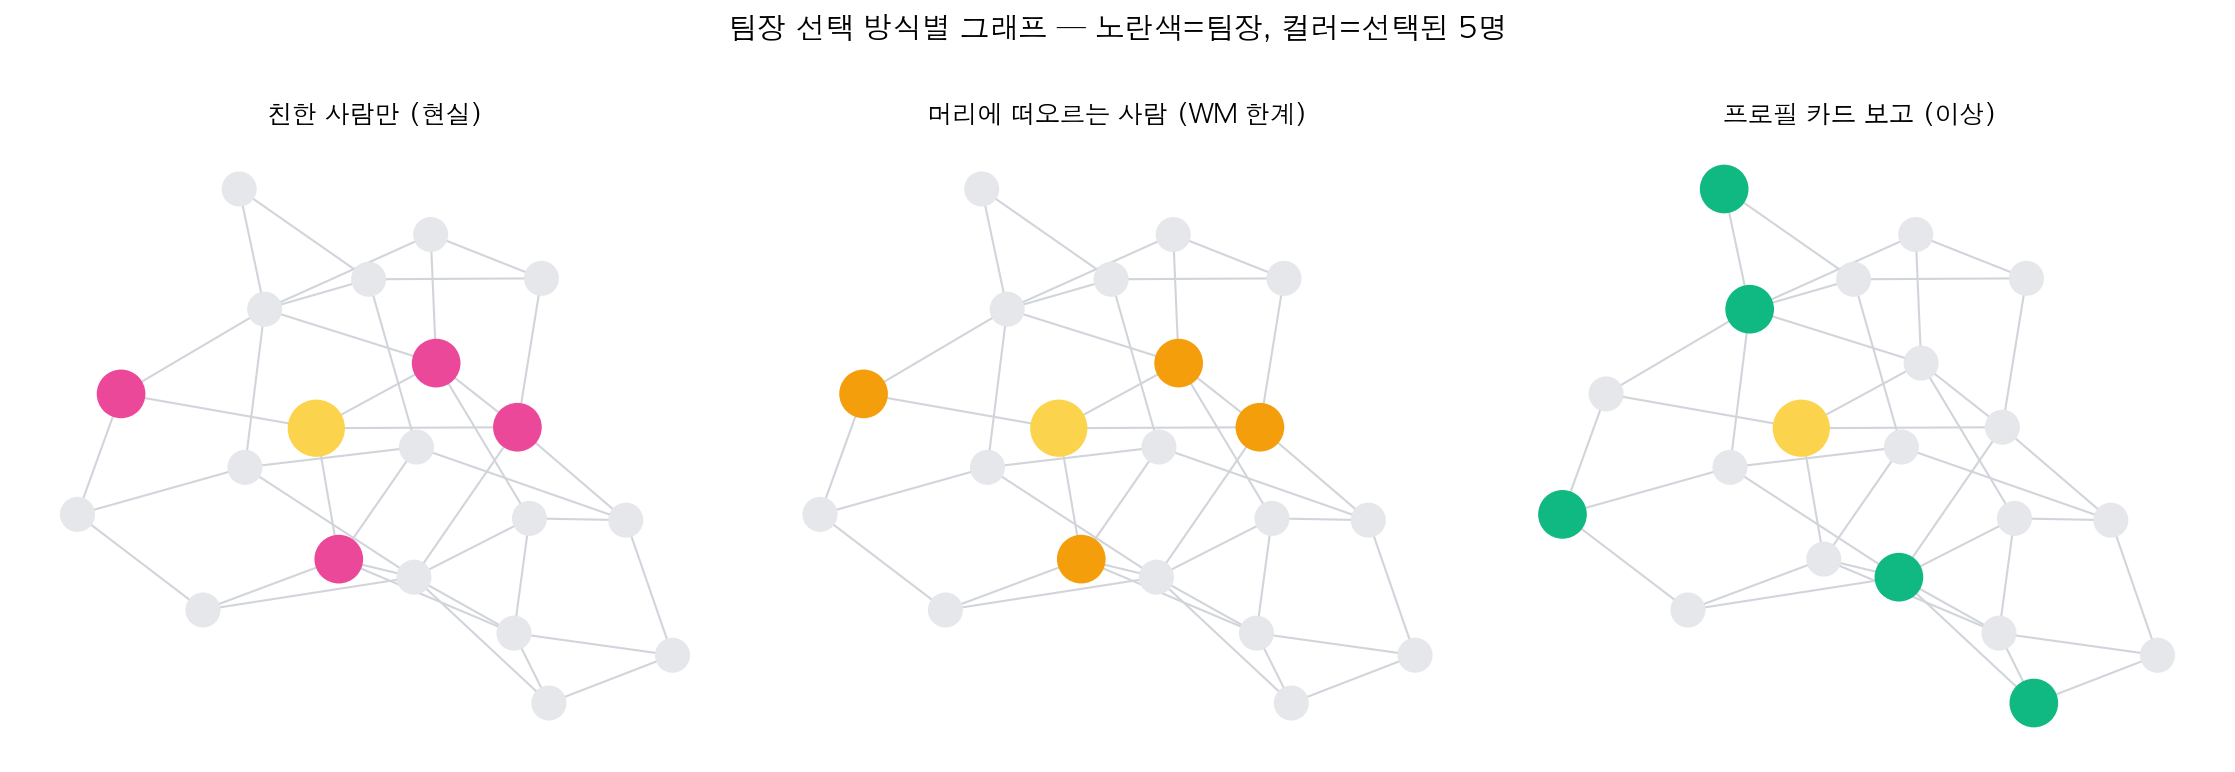 팀장 선택 방식별 그래프 — 노란색=팀장, 컬러=선택된 5명
친한 사람만 (현실)
머리에 떠오르는 사람 (WM 한계)
프로필 카드 보고 (이상)